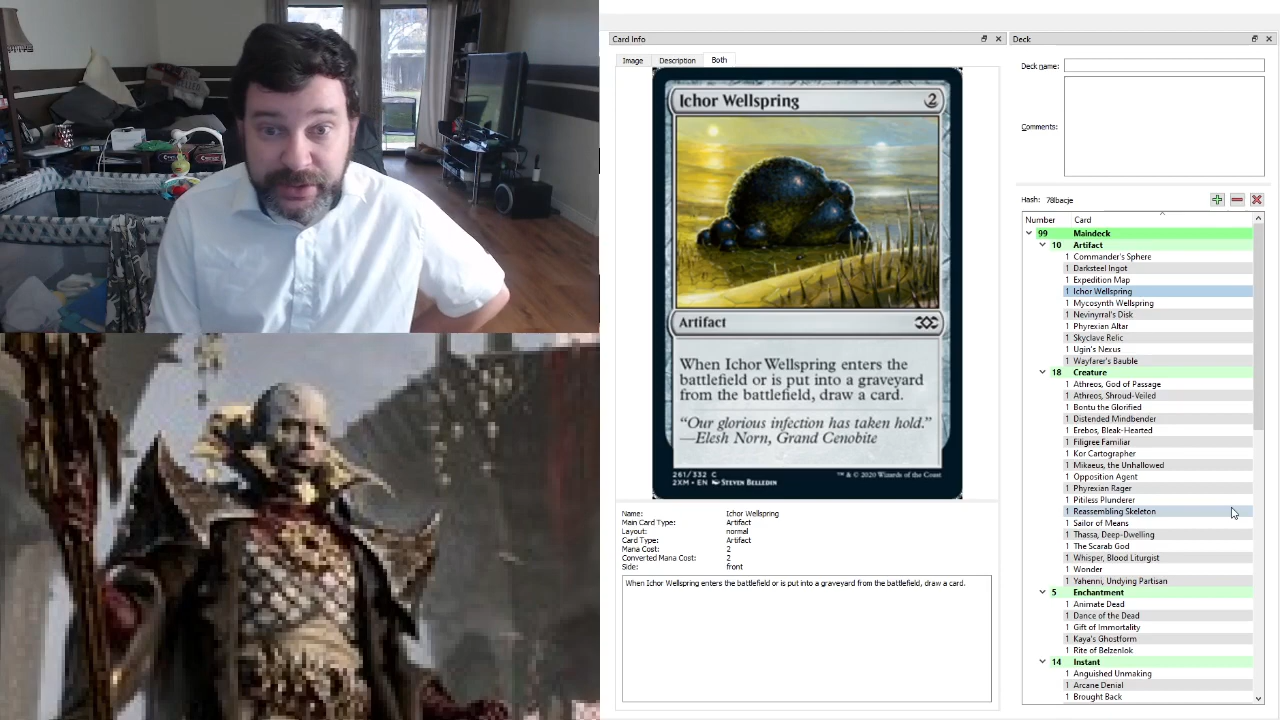 Card Info
Image Description Both
Ichor Wellspring 2
Artifact
When Ichor Wellspring enters the
battlefield or is put into a graveyard
from the battlefield, draw a card.
“Our glorious infection has taken hold.”
—Elesh Norn, Grand Cenobite
261/332 C
2XM • EN Steven Belledin
™ & © 2020 Wizards of the Coast
Name: Ichor Wellspring
Main Card Type: Artifact
Layout: normal
Card Type: Artifact
Mana Cost: 2
Converted Mana Cost: 2
Side: front
When Ichor Wellspring enters the battlefield or is put into a graveyard from the battlefield, draw a card.
Deck
Deck name:
Comments:
Hash: 78bacje
Number Card
99 Maindeck
10 Artifact
1 Commander's Sphere
1 Darksteel Ingot
1 Expedition Map
1 Ichor Wellspring
1 Mycosynth Wellspring
1 Nevinyrral's Disk
1 Phyrexian Altar
1 Skyclave Relic
1 Ugin's Nexus
1 Wayfarer's Bauble
18 Creature
1 Athreos, God of Passage
1 Athreos, Shroud-Veiled
1 Bontu the Glorified
1 Distended Mindbender
1 Erebos, Bleak-Hearted
1 Filigree Familiar
1 Kor Cartographer
1 Mikaeus, the Unhallowed
1 Opposition Agent
1 Phyrexian Rager
1 Pitiless Plunderer
1 Reassembling Skeleton
1 Sailor of Means
1 Thassa, Deep-Dwelling
1 The Scarab God
1 Whisper, Blood Liturgist
1 Wonder
1 Yahenni, Undying Partisan
5 Enchantment
1 Animate Dead
1 Dance of the Dead
1 Gift of Immortality
1 Kaya's Ghostform
1 Rite of Belzenlok
14 Instant
1 Anguished Unmaking
1 Arcane Denial
1 Brought Back